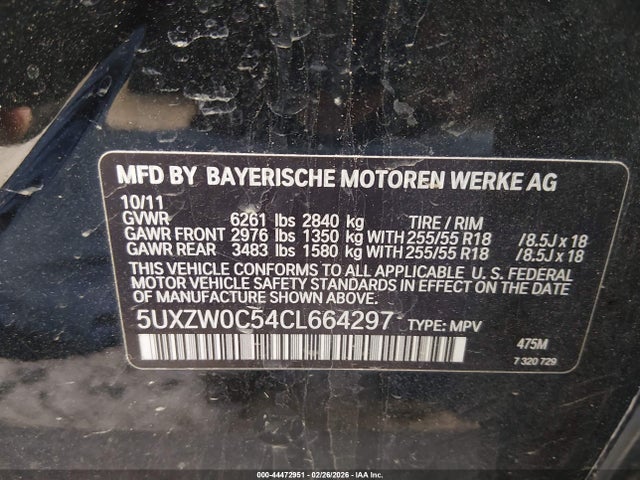 MFD BY BAYERISCHE MOTOREN WERKE AG
10/11
GVWR 6261 lbs 2840 kg TIRE / RIM
GAWR FRONT 2976 lbs 1350 kg WITH 255/55 R18 /8.5J x 18
GAWR REAR 3483 lbs 1580 kg WITH 255/55 R18 /8.5J x 18
THIS VEHICLE CONFORMS TO ALL APPLICABLE U. S. FEDERAL
MOTOR VEHICLE SAFETY STANDARDS IN EFFECT ON THE
DATE OF MANUFACTURE SHOWN ABOVE.
5UXZW0C54CL664297 TYPE: MPV
475M
7 320 729
000-44472951 | 02/26/2026 - IAA Inc.